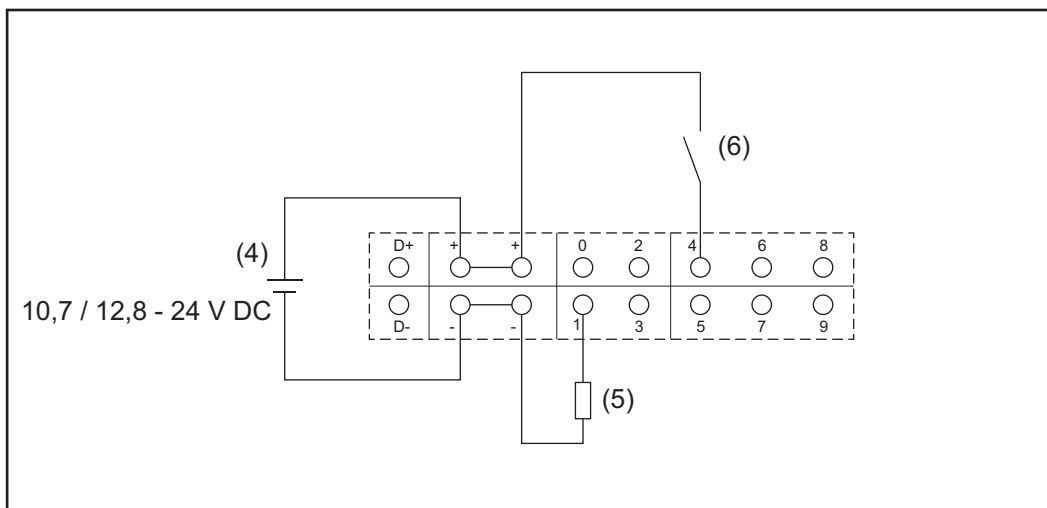 (6)
(4)
10,7 / 12,8 - 24 V DC
D+ + + 0 2 4 6 8
D- - - 1 3 5 7 9
(5)